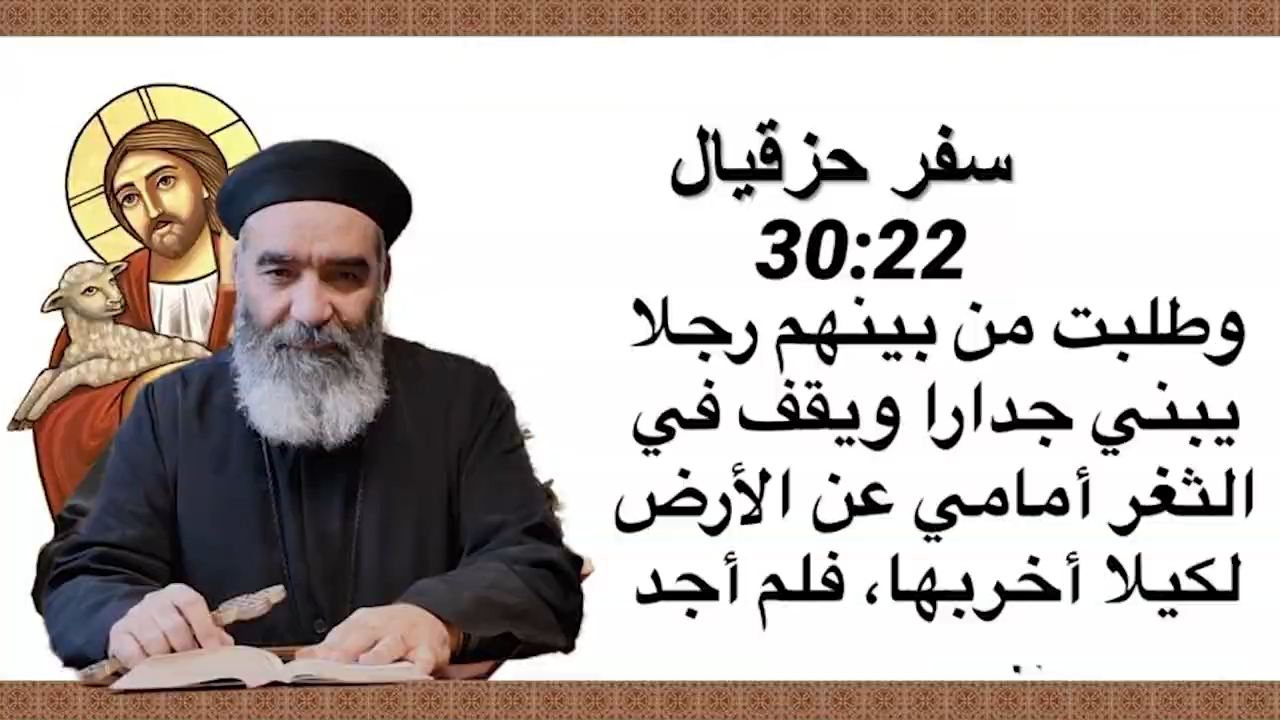 سفر حزقيال
30:22
وطلبت من بينهم رجلا
يبني جدارا ويقف في
الثغر أمامي عن الأرض
لكيلا أخربها، فلم أجد